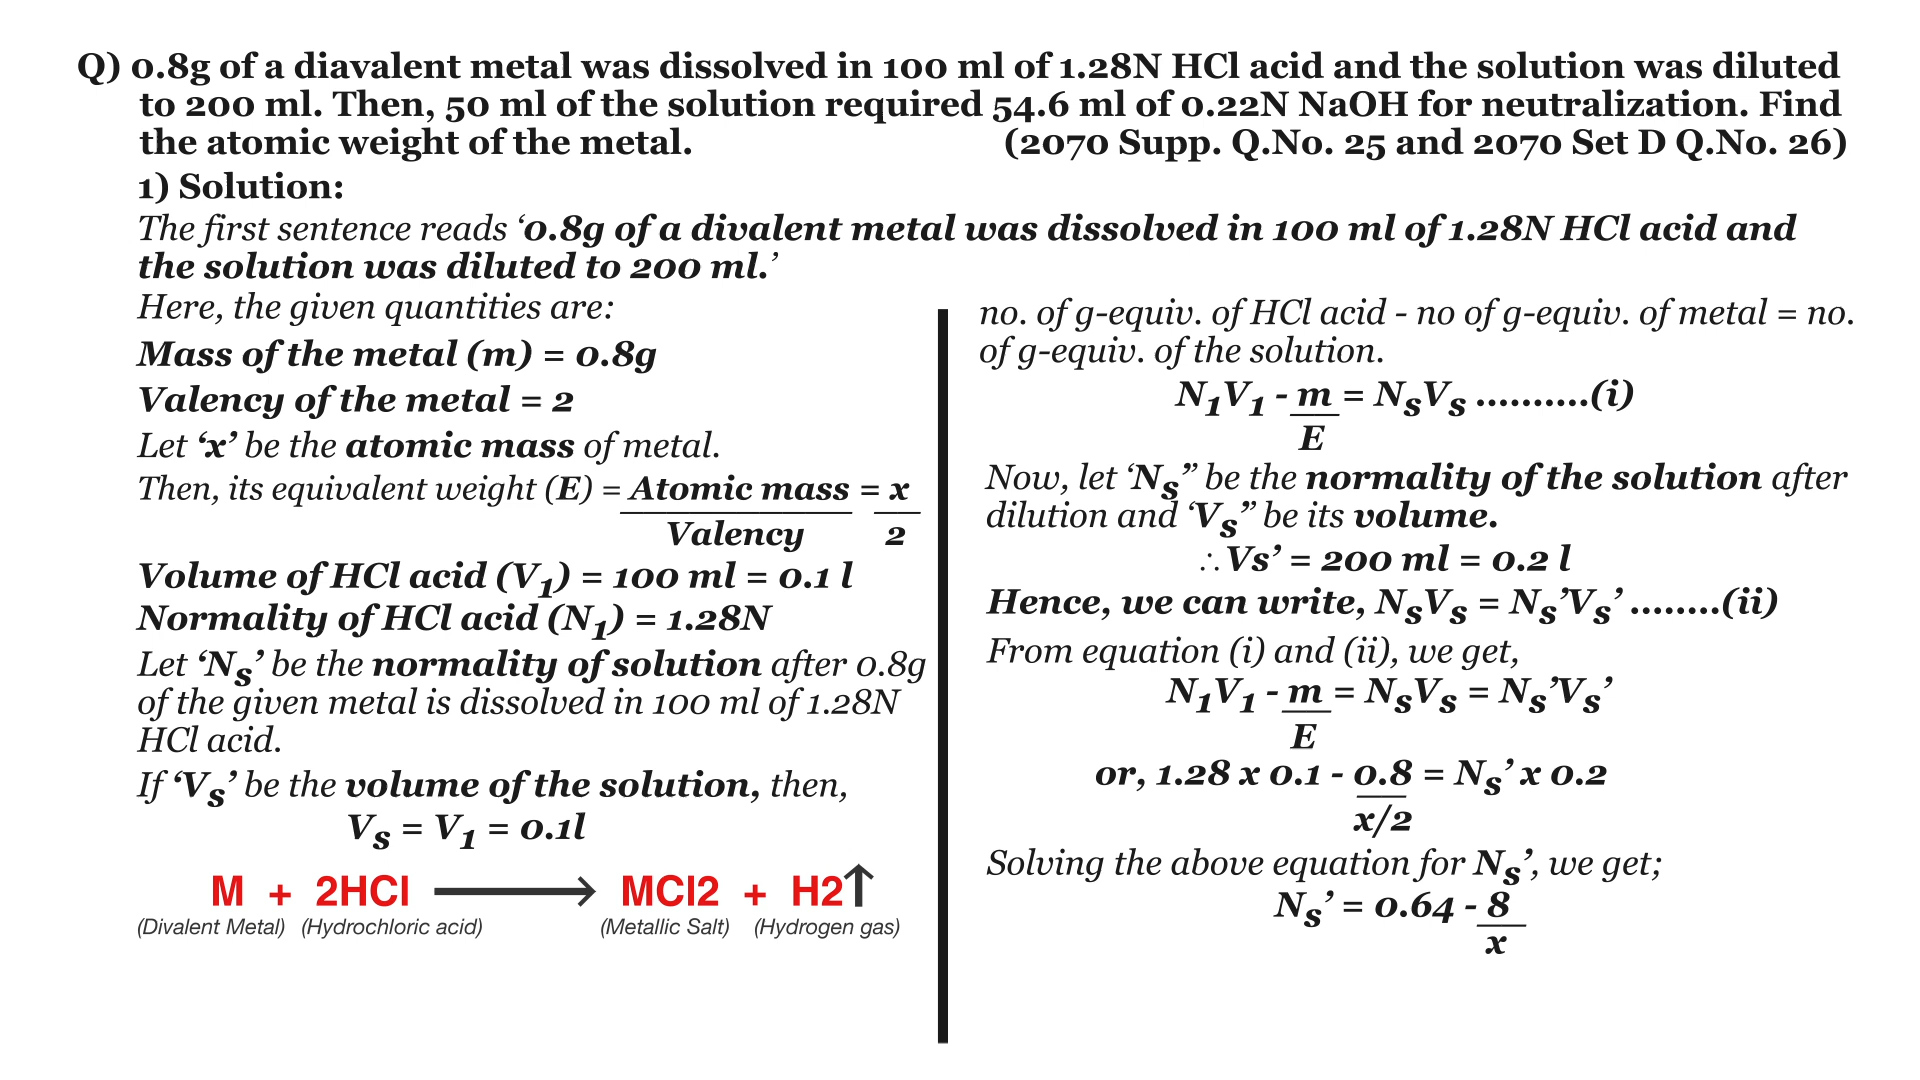 Q) 0.8g of a diavalent metal was dissolved in 100 ml of 1.28N HCl acid and the solution was diluted
to 200 ml. Then, 50 ml of the solution required 54.6 ml of 0.22N NaOH for neutralization. Find
the atomic weight of the metal. (2070 Supp. Q.No. 25 and 2070 Set D Q.No. 26)
1) Solution:
The first sentence reads ‘0.8g of a divalent metal was dissolved in 100 ml of 1.28N HCl acid and
the solution was diluted to 200 ml.’
Here, the given quantities are:
Mass of the metal (m) = 0.8g
Valency of the metal = 2
Let ‘x’ be the atomic mass of metal.
Then, its equivalent weight (E) = Atomic mass = x
Valency 2
Volume of HCl acid (V1) = 100 ml = 0.1 l
Normality of HCl acid (N1) = 1.28N
Let ‘Ns’ be the normality of solution after 0.8g
of the given metal is dissolved in 100 ml of 1.28N
HCl acid.
If ‘Vs’ be the volume of the solution, then,
Vs = V1 = 0.1l
M + 2HCl ⟶ MCl2 + H2↑
(Divalent Metal) (Hydrochloric acid) (Metallic Salt) (Hydrogen gas)
no. of g-equiv. of HCl acid - no of g-equiv. of metal = no.
of g-equiv. of the solution.
N1V1 - m = NsVs ..........(i)
E
Now, let ‘Ns” be the normality of the solution after
dilution and ‘Vs” be its volume.
∴ Vs’ = 200 ml = 0.2 l
Hence, we can write, NsVs = Ns’Vs’ ........(ii)
From equation (i) and (ii), we get,
N1V1 - m = NsVs = Ns’Vs’
E
or, 1.28 x 0.1 - 0.8 = Ns’ x 0.2
x/2
Solving the above equation for Ns’, we get;
Ns’ = 0.64 - 8
x